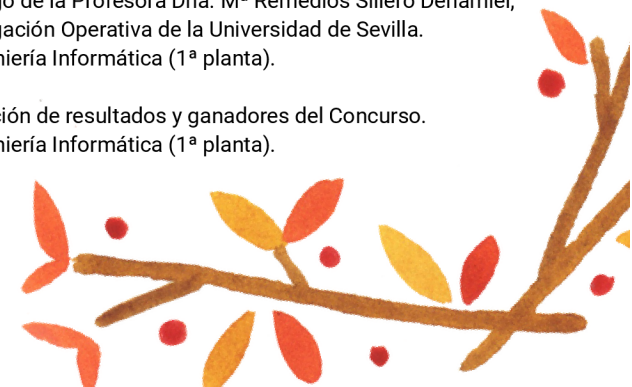 go de la Profesora Dña. Mª Remedios Sillero Denamiel,
gación Operativa de la Universidad de Sevilla.
niería Informática (1ª planta).
ción de resultados y ganadores del Concurso.
niería Informática (1ª planta).